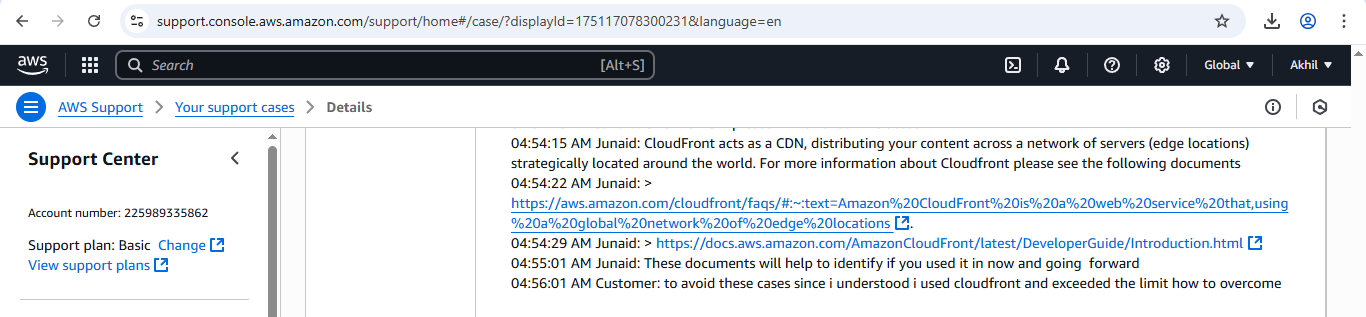 support.console.aws.amazon.com/support/home#/case/?displayId=175117078300231&language=en
aws
Search
[Alt+S]
Global
Akhil
AWS Support
Your support cases
Details
Support Center
Account number: 225989335862
Support plan: Basic Change
View support plans
04:54:15 AM Junaid: CloudFront acts as a CDN, distributing your content across a network of servers (edge locations)
strategically located around the world. For more information about Cloudfront please see the following documents
04:54:22 AM Junaid: >
https://aws.amazon.com/cloudfront/faqs/#:~:text=Amazon%20CloudFront%20is%20a%20web%20service%20that,using
%20a%20global%20network%20of%20edge%20locations .
04:54:29 AM Junaid: > https://docs.aws.amazon.com/AmazonCloudFront/latest/DeveloperGuide/Introduction.html
04:55:01 AM Junaid: These documents will help to identify if you used it in now and going  forward
04:56:01 AM Customer: to avoid these cases since i understood i used cloudfront and exceeded the limit how to overcome